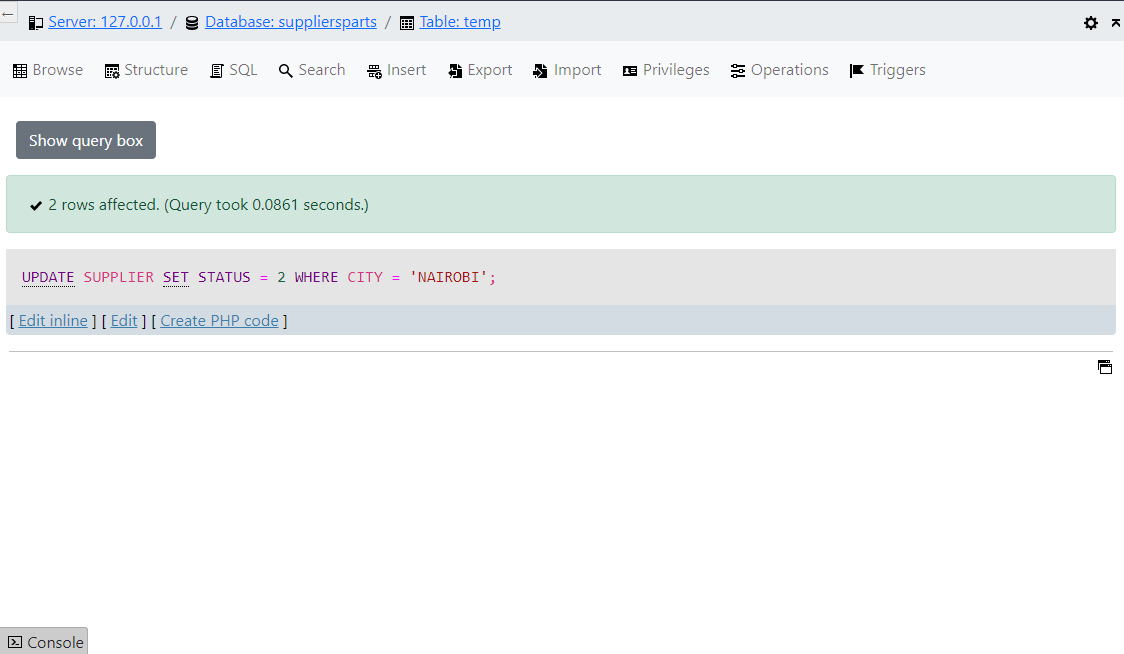 ← Server: 127.0.0.1 / Database: suppliersparts / Table: temp
Browse Structure SQL Search Insert Export Import Privileges Operations Triggers
Show query box
2 rows affected. (Query took 0.0861 seconds.)
UPDATE SUPPLIER SET STATUS = 2 WHERE CITY = 'NAIROBI';
[ Edit inline ] [ Edit ] [ Create PHP code ]
Console